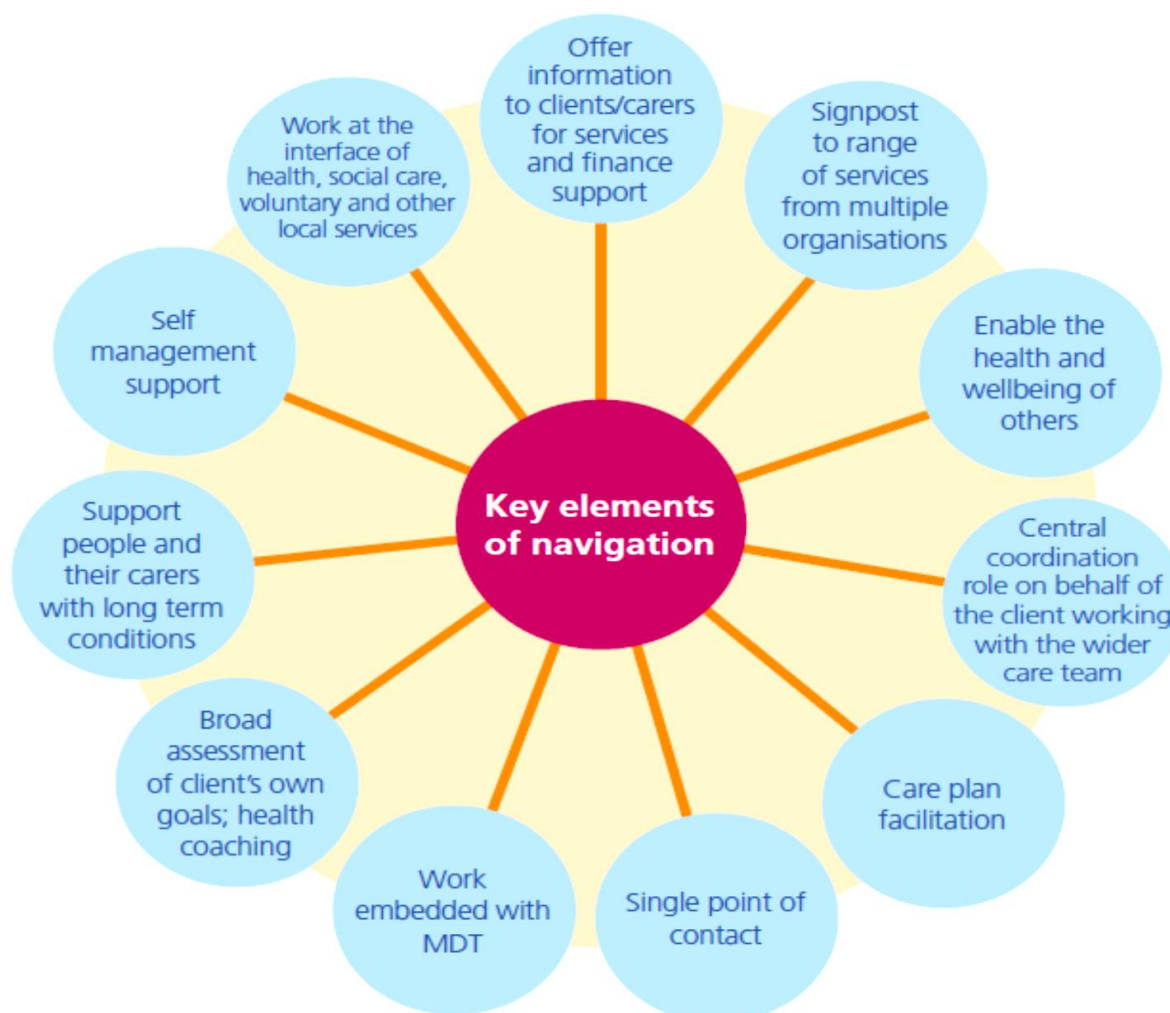 Key elements
of navigation
Offer
information
to clients/carers
for services
and finance
support
Signpost
to range
of services
from multiple
organisations
Enable the
health and
wellbeing of
others
Central
coordination
role on behalf of
the client working
with the wider
care team
Care plan
facilitation
Single point of
contact
Work
embedded with
MDT
Broad
assessment
of client's own
goals; health
coaching
Support
people and
their carers
with long term
conditions
Self
management
support
Work at the
interface of
health, social care,
voluntary and other
local services